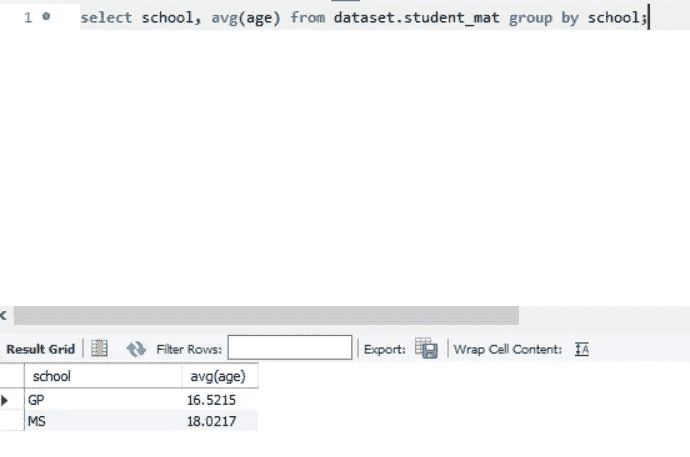 1 select school, avg(age) from dataset.student_mat group by school;
Result Grid Filter Rows: Export: Wrap Cell Content: IA
school avg(age)
GP 16.5215
MS 18.0217